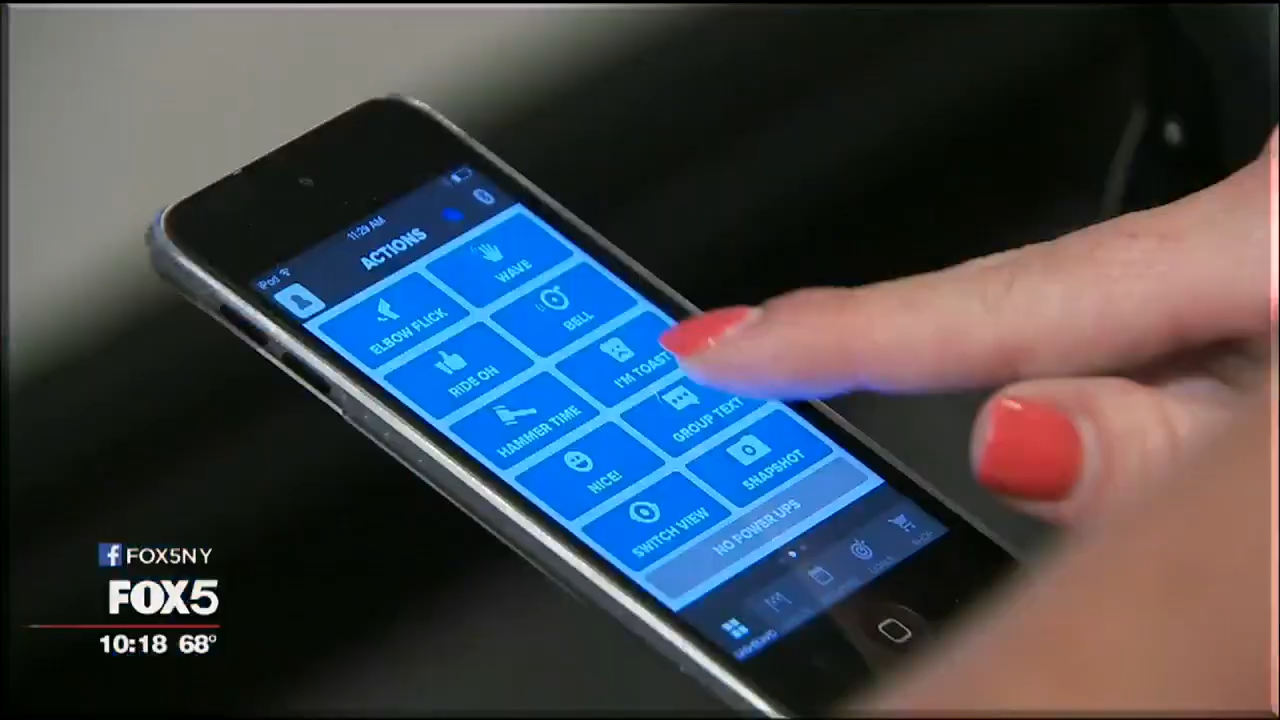 iPod
11:29 AM
ACTIONS
ELBOW FLICK
WAVE
RIDE ON
BELL
HAMMER TIME
I'M TOAST
NICE!
GROUP TEXT
SWITCH VIEW
SNAPSHOT
NO POWER UPS
FOX5NY
FOX5
10:18 68°